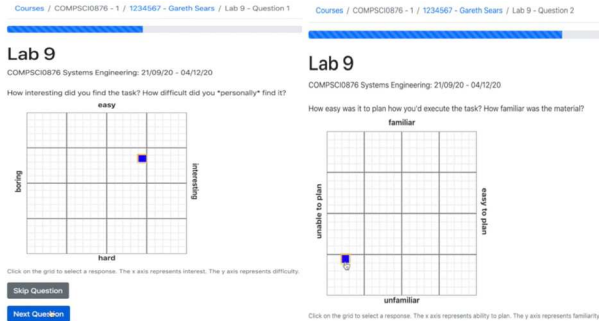 Courses / COMPSCI0876 - 1 / 1234567 - Gareth Sears / Lab 9 - Question 1
Lab 9
COMPSCI0876 Systems Engineering: 21/09/20 - 04/12/20
How interesting did you find the task? How difficult did you *personally* find it?
easy
boring
interesting
hard
Click on the grid to select a response. The x axis represents interest. The y axis represents difficulty.
Skip Question
Next Question
Courses / COMPSCI0876 - 1 / 1234567 - Gareth Sears / Lab 9 - Question 2
Lab 9
COMPSCI0876 Systems Engineering: 21/09/20 - 04/12/20
How easy was it to plan how you'd execute the task? How familiar was the material?
familiar
unable to plan
easy to plan
unfamiliar
Click on the grid to select a response. The x axis represents ability to plan. The y axis represents familiarity